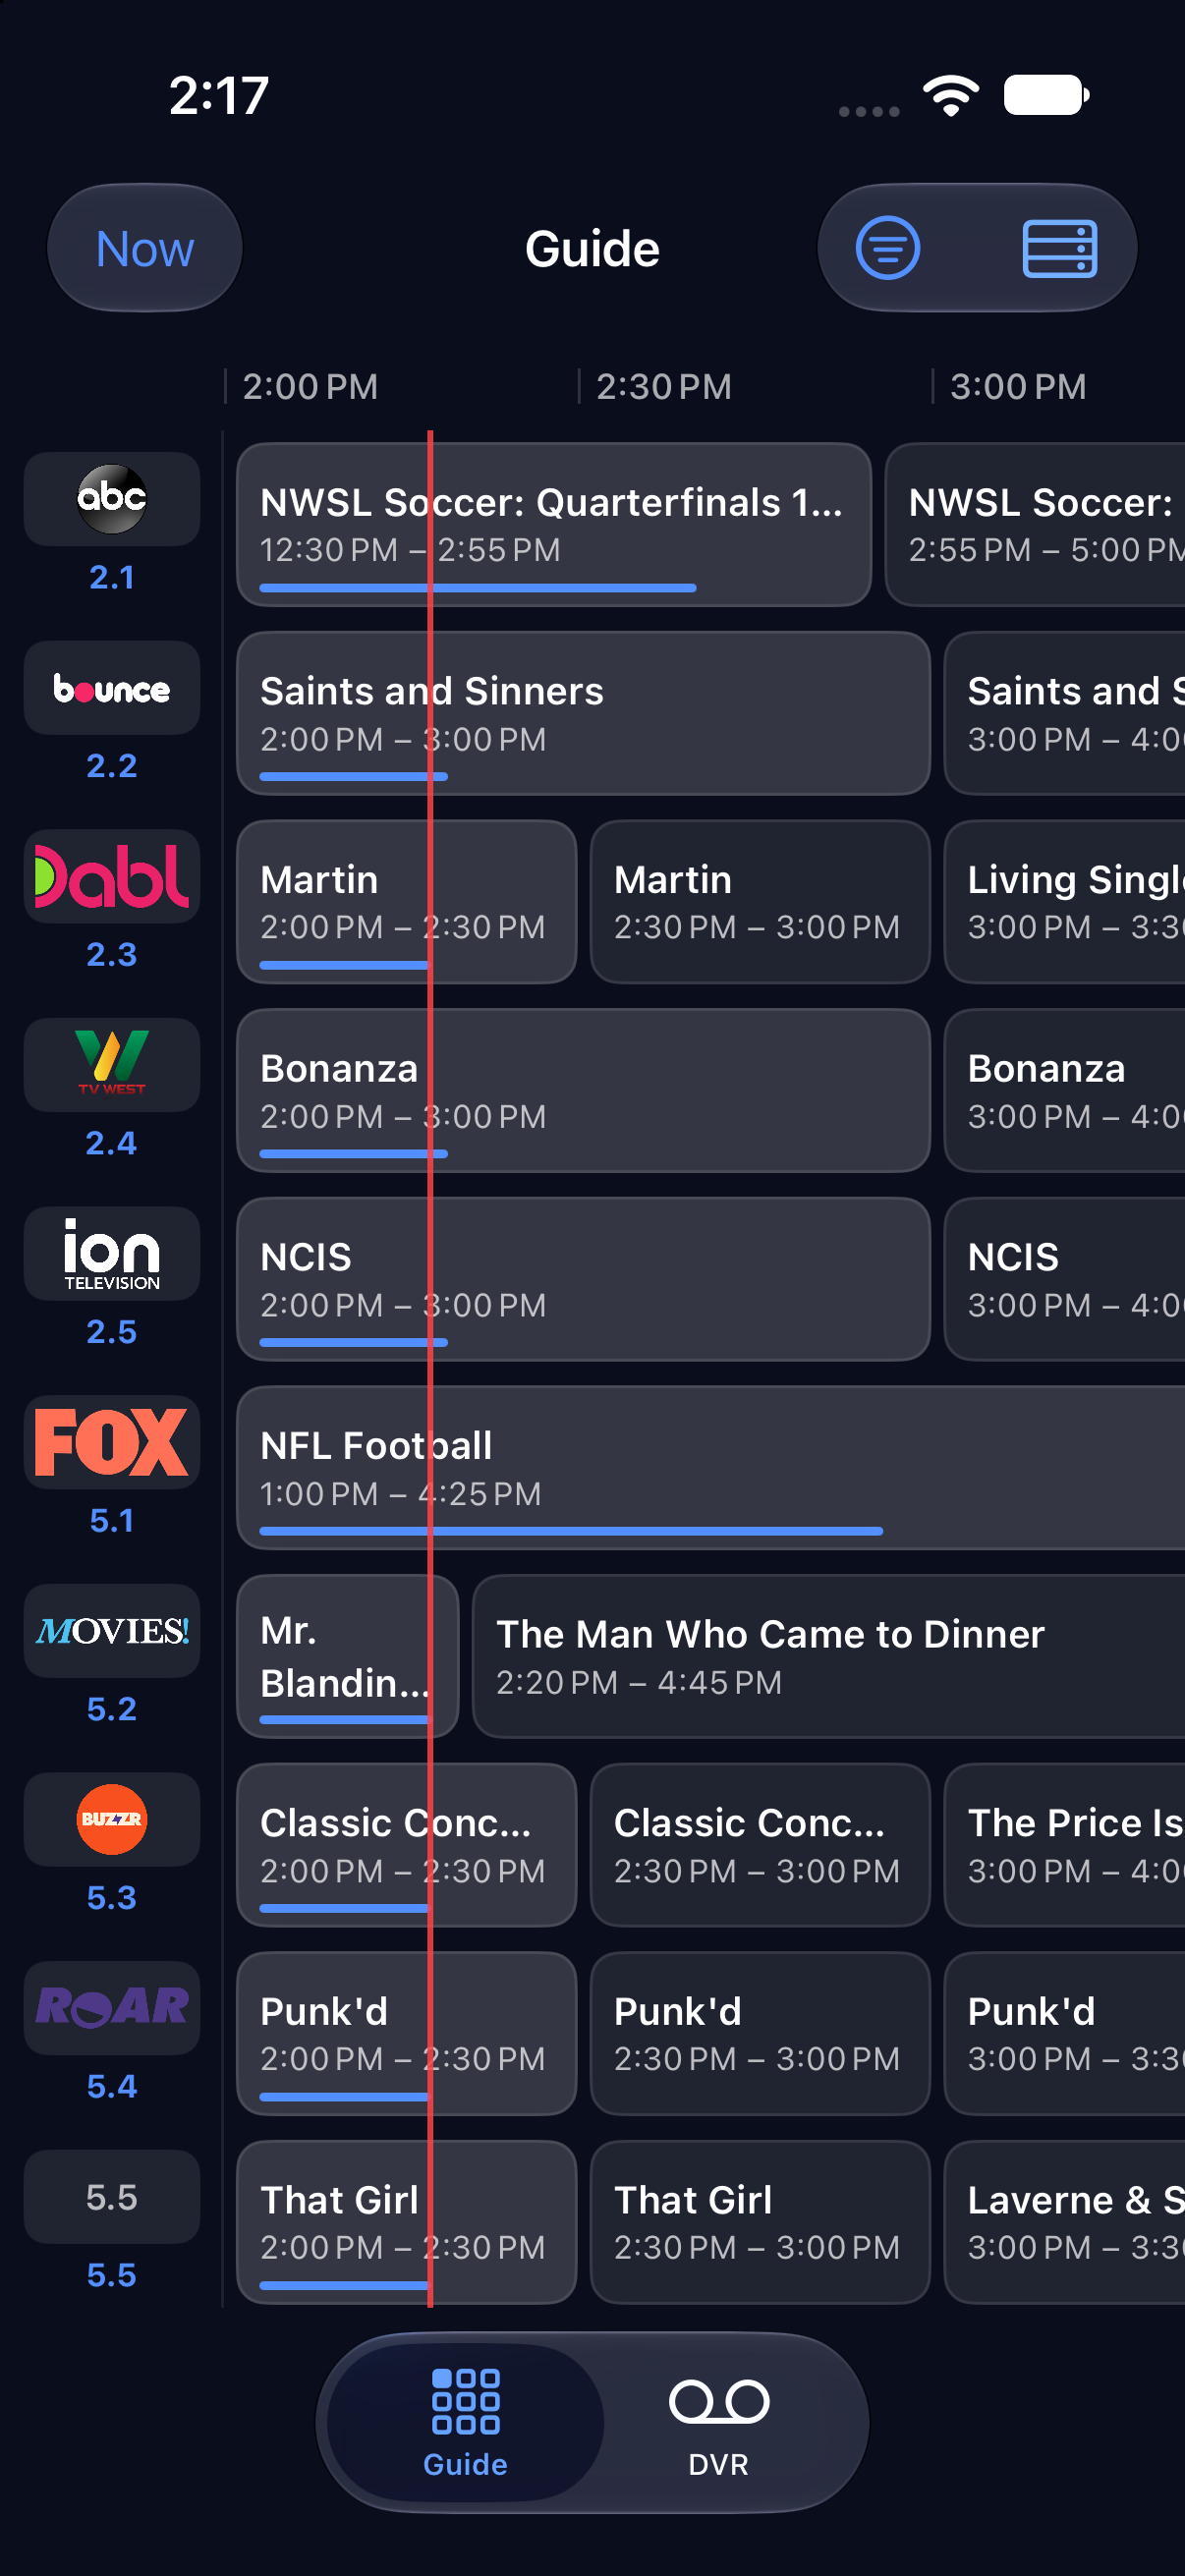 2:17
Now
Guide
2:00 PM
2:30 PM
3:00 PM
abc
2.1
NWSL Soccer: Quarterfinals 1...
12:30 PM – 2:55 PM
NWSL Soccer:
2:55 PM – 5:00 PM
bounce
2.2
Saints and Sinners
2:00 PM – 3:00 PM
Saints and S
3:00 PM – 4:0
Dabl
2.3
Martin
2:00 PM – 2:30 PM
Martin
2:30 PM – 3:00 PM
Living Single
3:00 PM – 3:3
TV WEST
2.4
Bonanza
2:00 PM – 3:00 PM
Bonanza
3:00 PM – 4:0
ion
TELEVISION
2.5
NCIS
2:00 PM – 3:00 PM
NCIS
3:00 PM – 4:0
FOX
5.1
NFL Football
1:00 PM – 4:25 PM
MOVIES!
5.2
Mr.
Blandin...
The Man Who Came to Dinner
2:20 PM – 4:45 PM
BUZZR
5.3
Classic Conc...
2:00 PM – 2:30 PM
Classic Conc...
2:30 PM – 3:00 PM
The Price Is
3:00 PM – 4:0
ROAR
5.4
Punk'd
2:00 PM – 2:30 PM
Punk'd
2:30 PM – 3:00 PM
Punk'd
3:00 PM – 3:3
5.5
5.5
That Girl
2:00 PM – 2:30 PM
That Girl
2:30 PM – 3:00 PM
Laverne & S
3:00 PM – 3:3
Guide
DVR